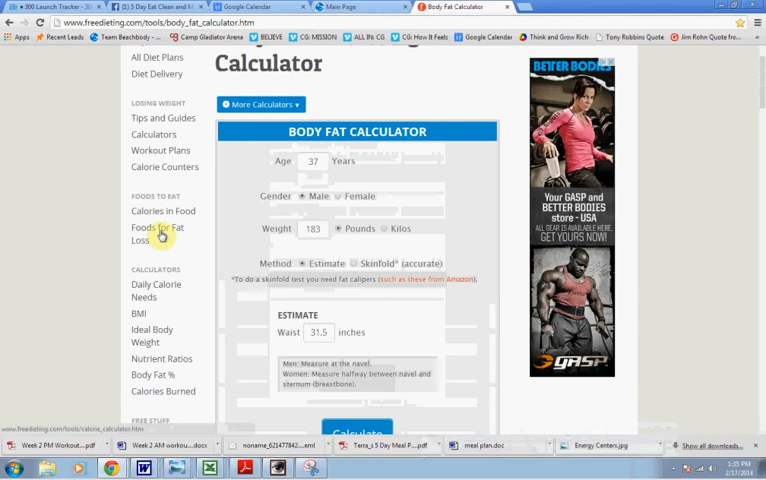 300 Launch Tracker - 30
(1) 5 Day Eat Clean and M
Google Calendar
Main Page
Body Fat Calculator
www.freedieting.com/tools/body_fat_calculator.htm
Apps
Recent Leads
Team Beachbody -
Camp Gladiator Arena
BELIEVE
CG: MISSION
ALL IN: CG
CG: How It Feels
Google Calendar
Think and Grow Rich
Tony Robbins Quote
Jim Rohn Quote
All Diet Plans
Diet Delivery
LOSING WEIGHT
Tips and Guides
Calculators
Workout Plans
Calorie Counters
FOODS TO EAT
Calories in Food
Foods for Fat
Loss
CALCULATORS
Daily Calorie
Needs
BMI
Ideal Body
Weight
Nutrient Ratios
Body Fat %
Calories Burned
FREE STUFF
Calculator
More Calculators
BODY FAT CALCULATOR
Age 37 Years
Gender Male Female
Weight 183 Pounds Kilos
Method Estimate Skinfold* (accurate)
*To do a skinfold test you need fat calipers (such as these from Amazon).
ESTIMATE
Waist 31.5 inches
Men: Measure at the navel.
Women: Measure halfway between navel and
sternum (breastbone).
Calculate
BETTER BODIES
Your GASP and
BETTER BODIES
store - USA
ALL GEAR IS AVAILABLE HERE.
GET YOURS NOW!
GASP
www.freedieting.com/tools/calorie_calculator.htm
Week 2 PM Workout....pdf
Week 2 AM workou....docx
noname_621477842....eml
Terra_s 5 Day Meal P....pdf
meal plan.doc
Energy Centers.jpg
Show all downloads...
1:35 PM
2/17/2014